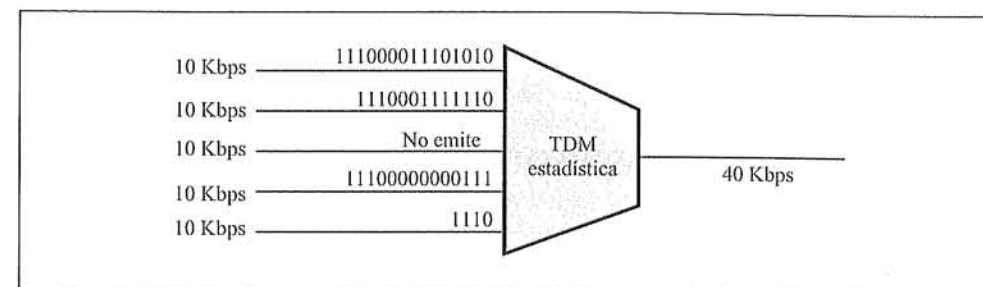 10 Kbps 111000011101010
10 Kbps 1110001111110
10 Kbps No emite
10 Kbps 11100000000111
10 Kbps 1110
TDM
estadística
40 Kbps